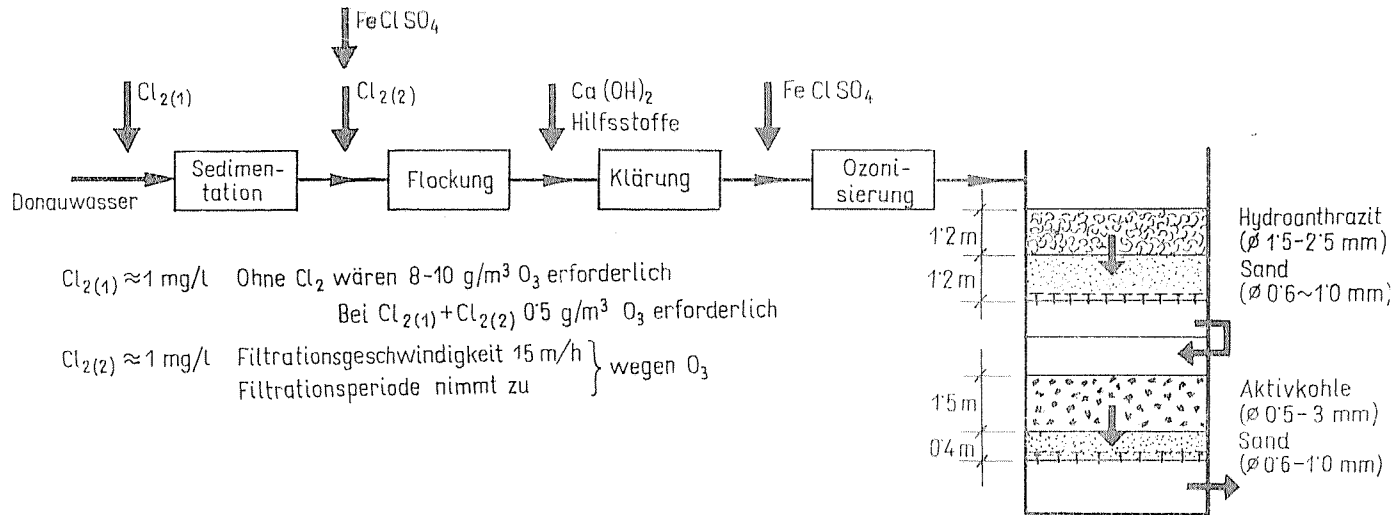 FeClSO4
Cl2(1)
Cl2(2)
Ca(OH)2
Hilfsstoffe
FeClSO4
Donauwasser
Sedimen-
tation
Flockung
Klärung
Ozoni-
sierung
1'2 m
1'2 m
Hydroanthrazit
(ø 1'5-2'5 mm)
Sand
(ø 0'6~1'0 mm)
Cl2(1) ≈ 1 mg/l Ohne Cl2 wären 8-10 g/m³ O3 erforderlich
Bei Cl2(1) + Cl2(2) 0'5 g/m³ O3 erforderlich
Cl2(2) ≈ 1 mg/l Filtrationsgeschwindigkeit 15 m/h
Filtrationsperiode nimmt zu } wegen O3
1'5 m
0'4 m
Aktivkohle
(ø 0'5-3 mm)
Sand
(ø 0'6-1'0 mm)